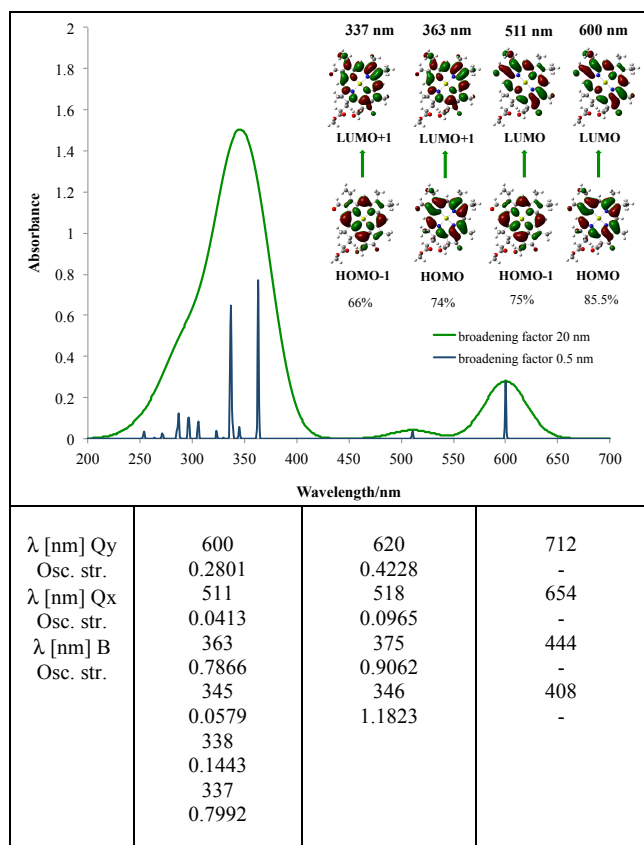 337 nm 363 nm 511 nm 600 nm
LUMO+1 LUMO+1 LUMO LUMO
HOMO-1 HOMO HOMO-1 HOMO
66% 74% 75% 85.5%
broadening factor 20 nm
broadening factor 0.5 nm
Absorbance
2
1.8
1.6
1.4
1.2
1
0.8
0.6
0.4
0.2
0
200 250 300 350 400 450 500 550 600 650 700
Wavelength/nm
λ [nm] Qy 600 620 712
Osc. str. 0.2801 0.4228 -
λ [nm] Qx 511 518 654
Osc. str. 0.0413 0.0965 -
λ [nm] B 363 375 444
Osc. str. 0.7866 0.9062 -
345 346 408
0.0579 1.1823 -
338
0.1443
337
0.7992